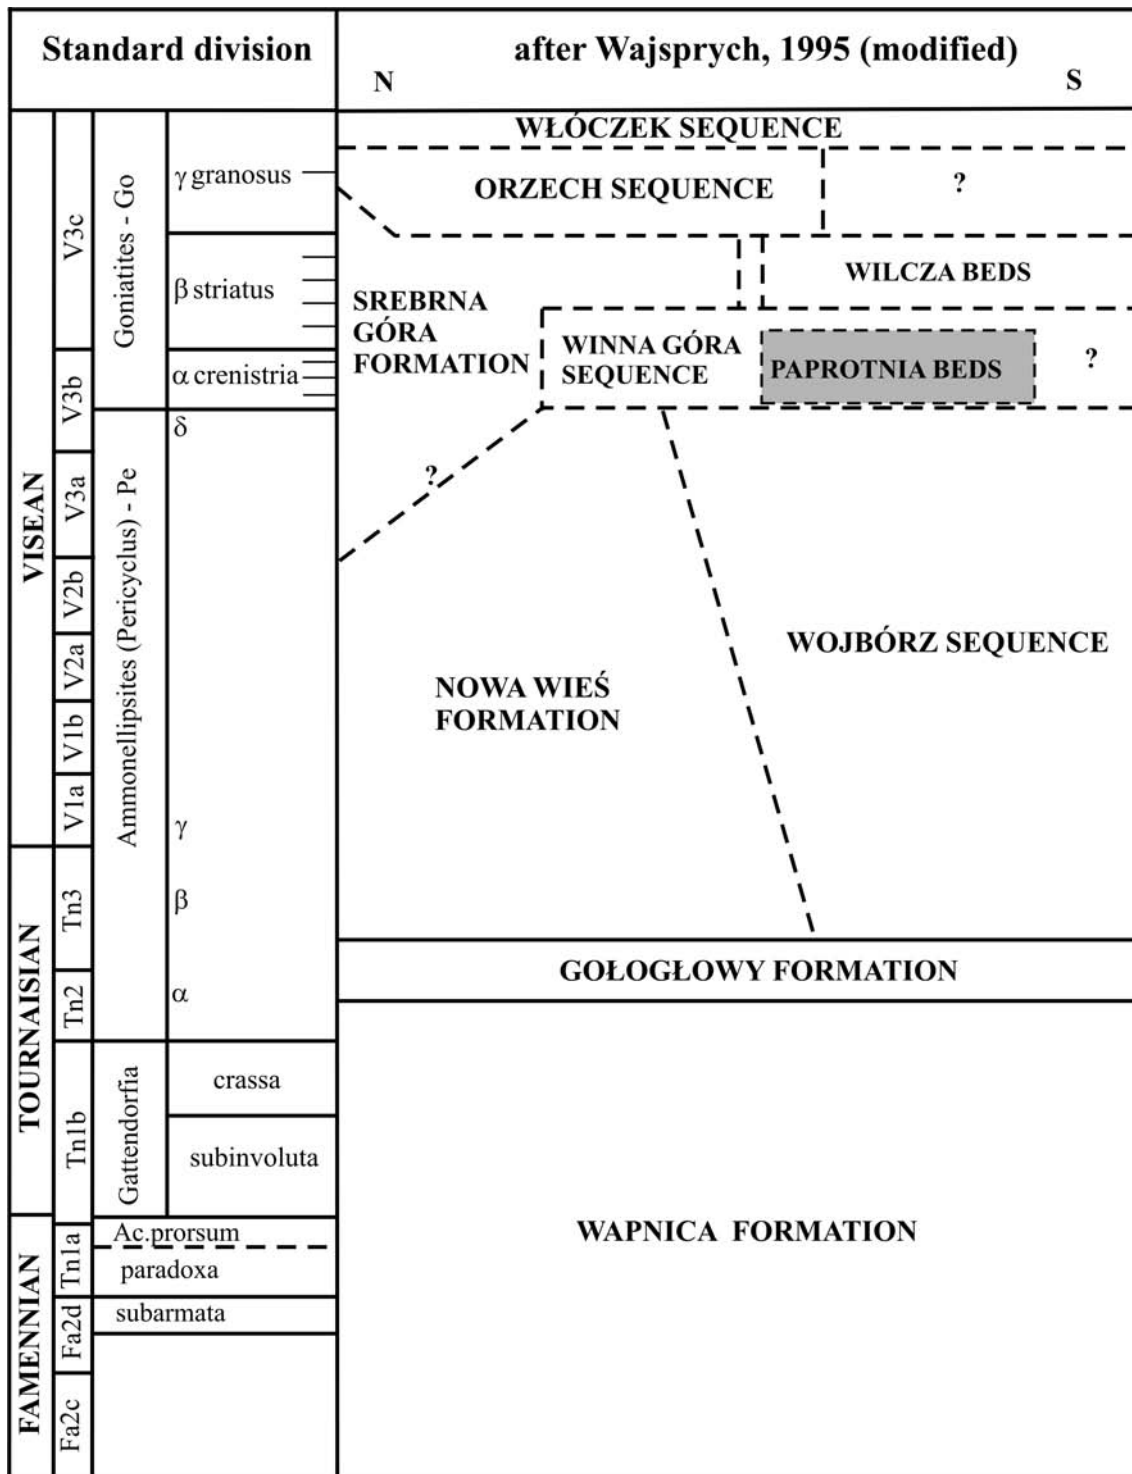 Standard division
after Wajsprych, 1995 (modified)
N
S
VISEAN
TOURNAISIAN
FAMENNIAN
V3c
V3b
V3a
V2b
V2a
V1b
V1a
Tn3
Tn2
Tn1b
Tn1a
Fa2d
Fa2c
Goniatites - Go
Ammonellipsites (Pericyclus) - Pe
Gattendorfia
γ granosus
β striatus
α crenistria
δ
γ
β
α
crassa
subinvoluta
Ac.prorsum
paradoxa
subarmata
WŁÓCZEK SEQUENCE
ORZECH SEQUENCE
?
WILCZA BEDS
SREBRNA
GÓRA
FORMATION
WINNA GÓRA
SEQUENCE
PAPROTNIA BEDS
?
?
NOWA WIEŚ
FORMATION
WOJBÓRZ SEQUENCE
GOŁOGŁOWY FORMATION
WAPNICA FORMATION